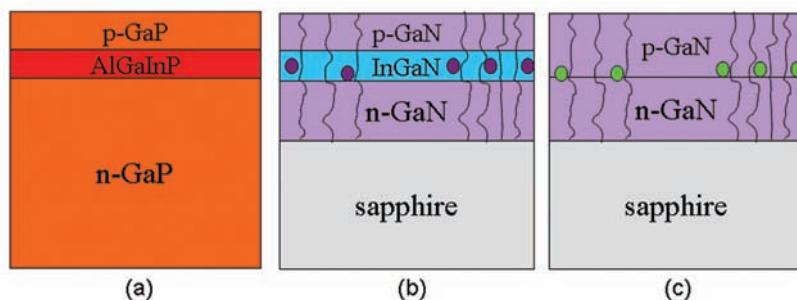 p-GaP
AlGaInP
n-GaP
(a)
p-GaN
InGaN
n-GaN
sapphire
(b)
p-GaN
n-GaN
sapphire
(c)